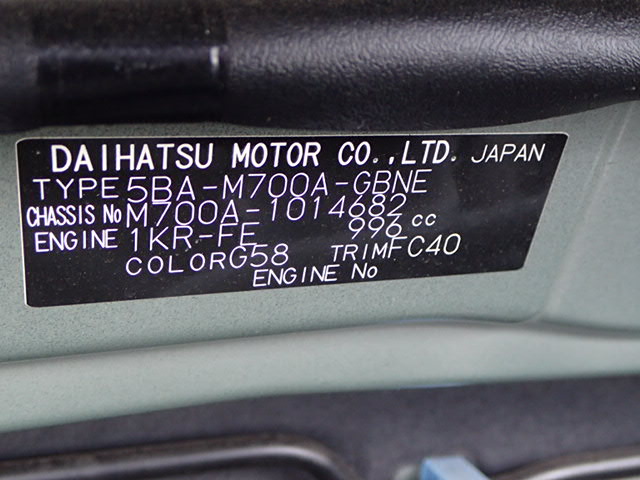 DAIHATSU MOTOR CO.,LTD. JAPAN
TYPE 5BA-M700A-GBNE
CHASSIS No M700A-1014682
ENGINE 1KR-FE 996 cc
COLOR G58 TRIM FC40
ENGINE No